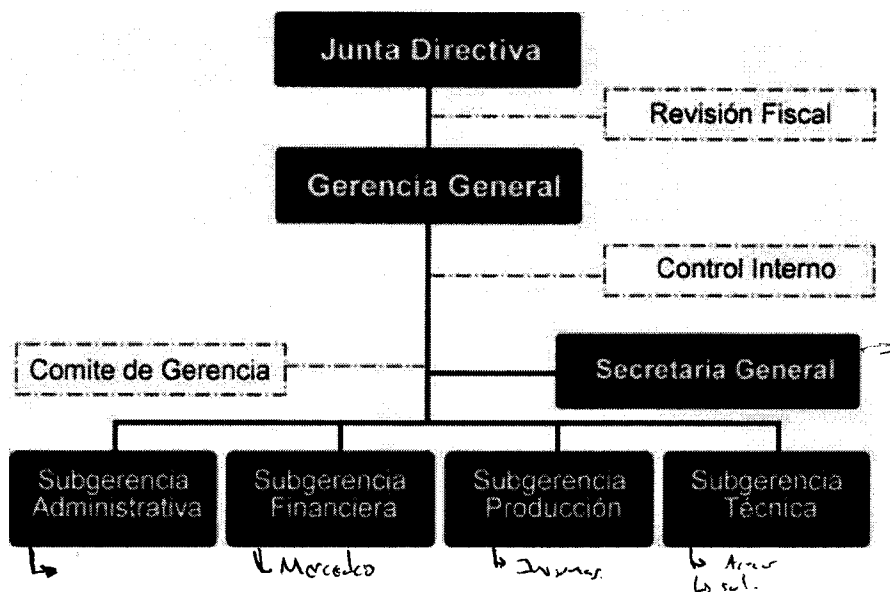 Junta Directiva
Revisión Fiscal
Gerencia General
Control Interno
Comite de Gerencia
Secretaria General
Subgerencia
Administrativa
Subgerencia
Financiera
Subgerencia
Producción
Subgerencia
Técnica
Mercadeo